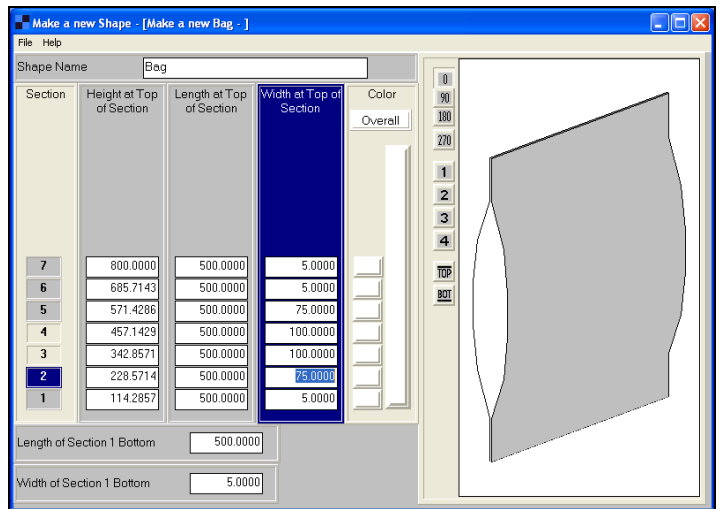 Make a new Shape - [Make a new Bag - ]
File Help
Shape Name Bag
Section Height at Top of Section Length at Top of Section Width at Top of Section Color
Overall
7 800.0000 500.0000 5.0000
6 685.7143 500.0000 5.0000
5 571.4286 500.0000 75.0000
4 457.1429 500.0000 100.0000
3 342.8571 500.0000 100.0000
2 228.5714 500.0000 75.0000
1 114.2857 500.0000 5.0000
Length of Section 1 Bottom 500.0000
Width of Section 1 Bottom 5.0000
0
90
180
270
1
2
3
4
TOP
BOT